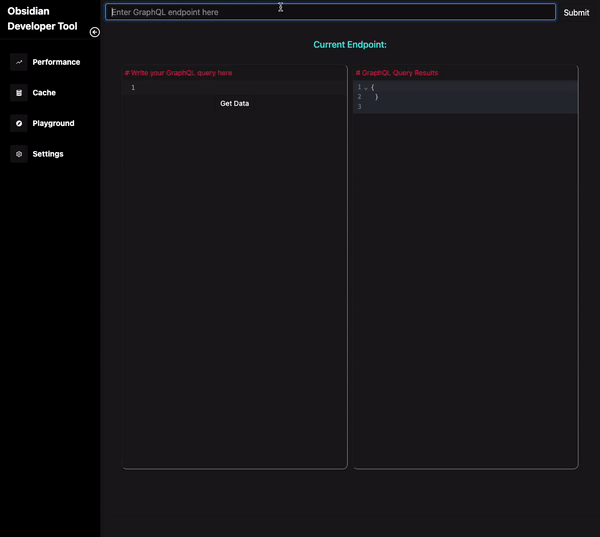 Obsidian
Developer Tool
Enter GraphQL endpoint here
Submit
Performance
Cache
Playground
Settings
Current Endpoint:
# Write your GraphQL query here
1
Get Data
# GraphQL Query Results
1 {
2 }
3